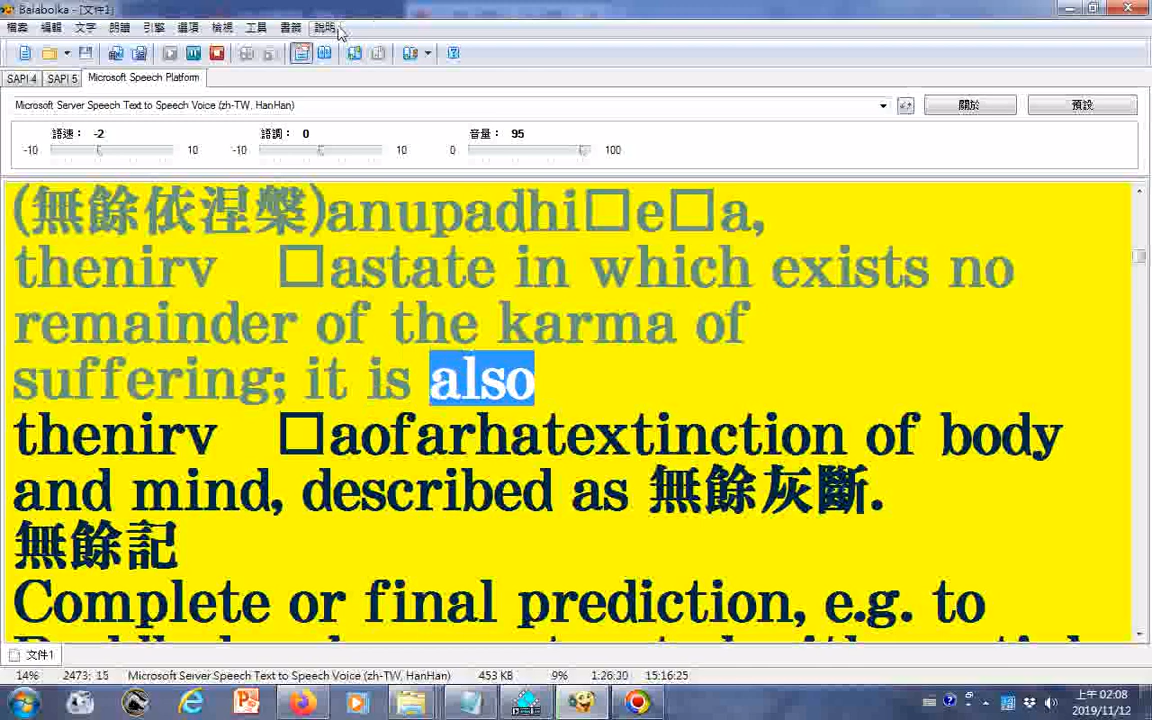 Balabolka - [文件1]
檔案 編輯 文字 朗讀 引擎 選項 檢視 工具 書籤 說明
SAPI 4 SAPI 5 Microsoft Speech Platform
Microsoft Server Speech Text to Speech Voice (zh-TW, HanHan) 關於 預設
語速： -2 語調： 0 音量： 95
-10 10 -10 10 0 100
(無餘依涅槃)anupadhi□e□a,
thenirv □astate in which exists no
remainder of the karma of
suffering; it is also
thenirv □aofarhatextinction of body
and mind, described as 無餘灰斷.
無餘記
Complete or final prediction, e.g. to
文件1
14% 2473; 15 Microsoft Server Speech Text to Speech Voice (zh-TW, HanHan) 453 KB 9% 1:26:30 15:16:25
上午 02:08
2019/11/12